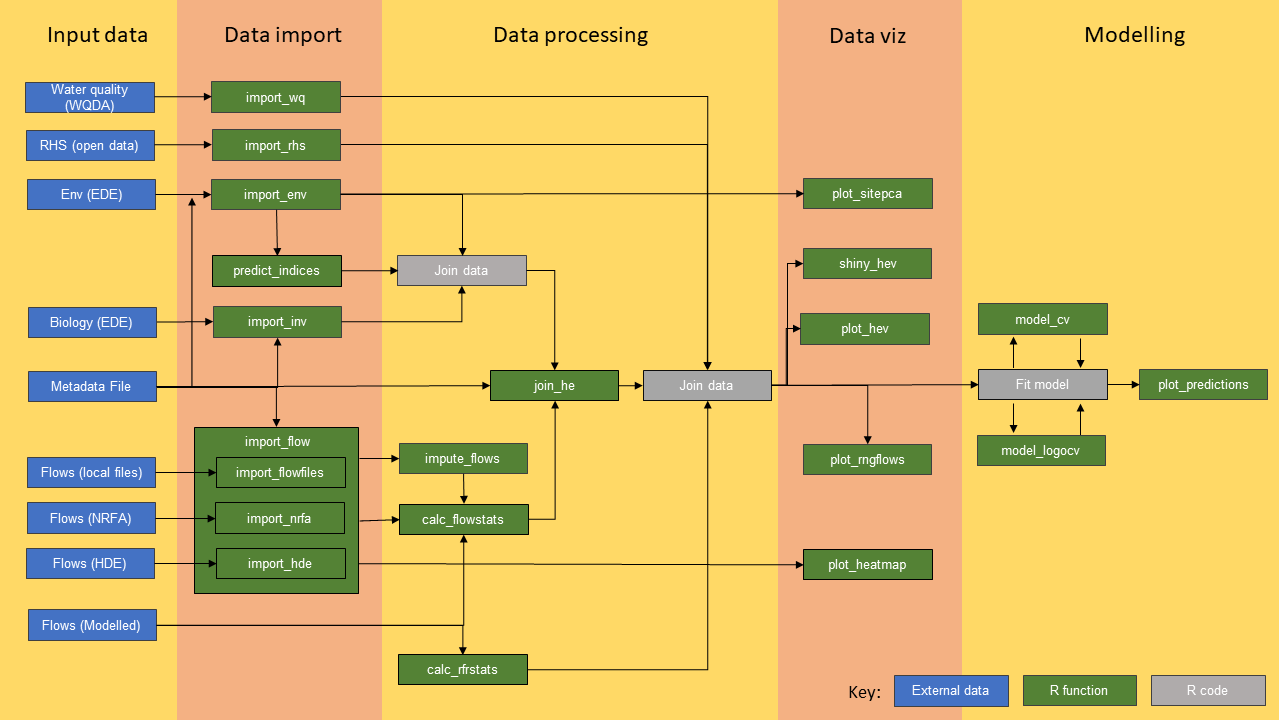 Input data
Data import
Data processing
Data viz
Modelling
Water quality
(WQDA)
import_wq
RHS (open data)
import_rhs
Env (EDE)
import_env
plot_sitepca
predict_indices
Join data
shiny_hev
Biology (EDE)
import_inv
plot_hev
model_cv
Metadata File
join_he
Join data
Fit model
plot_predictions
import_flow
Flows (local files)
import_flowfiles
impute_flows
plot_rngflows
model_logocv
Flows (NRFA)
import_nrfa
calc_flowstats
Flows (HDE)
import_hde
plot_heatmap
Flows (Modelled)
calc_rfrstats
Key:
External data
R function
R code